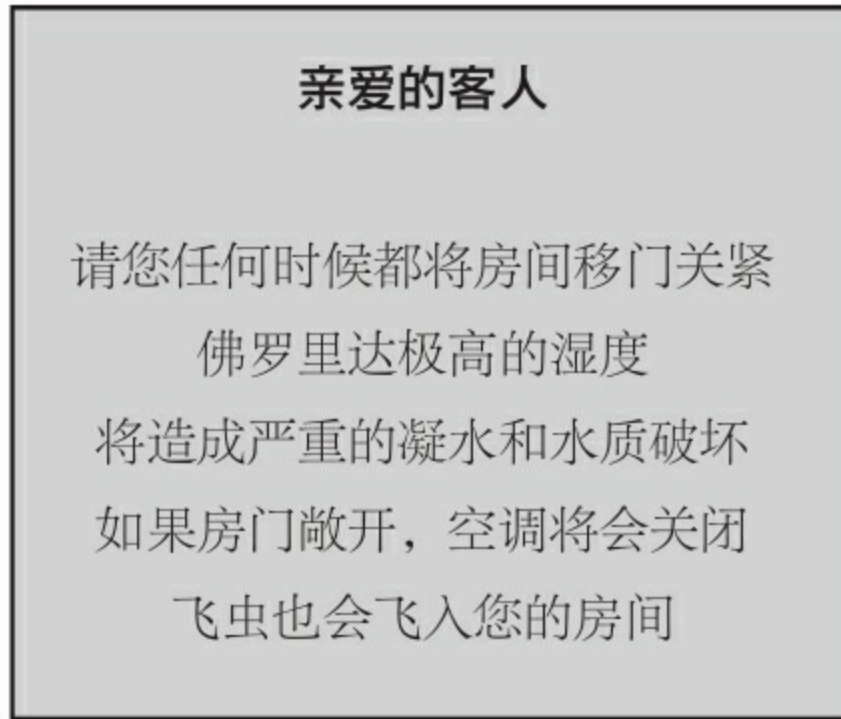 亲爱的客人
请您任何时候都将房间移门关紧
佛罗里达极高的湿度
将造成严重的凝水和水质破坏
如果房门敞开，空调将会关闭
飞虫也会飞入您的房间